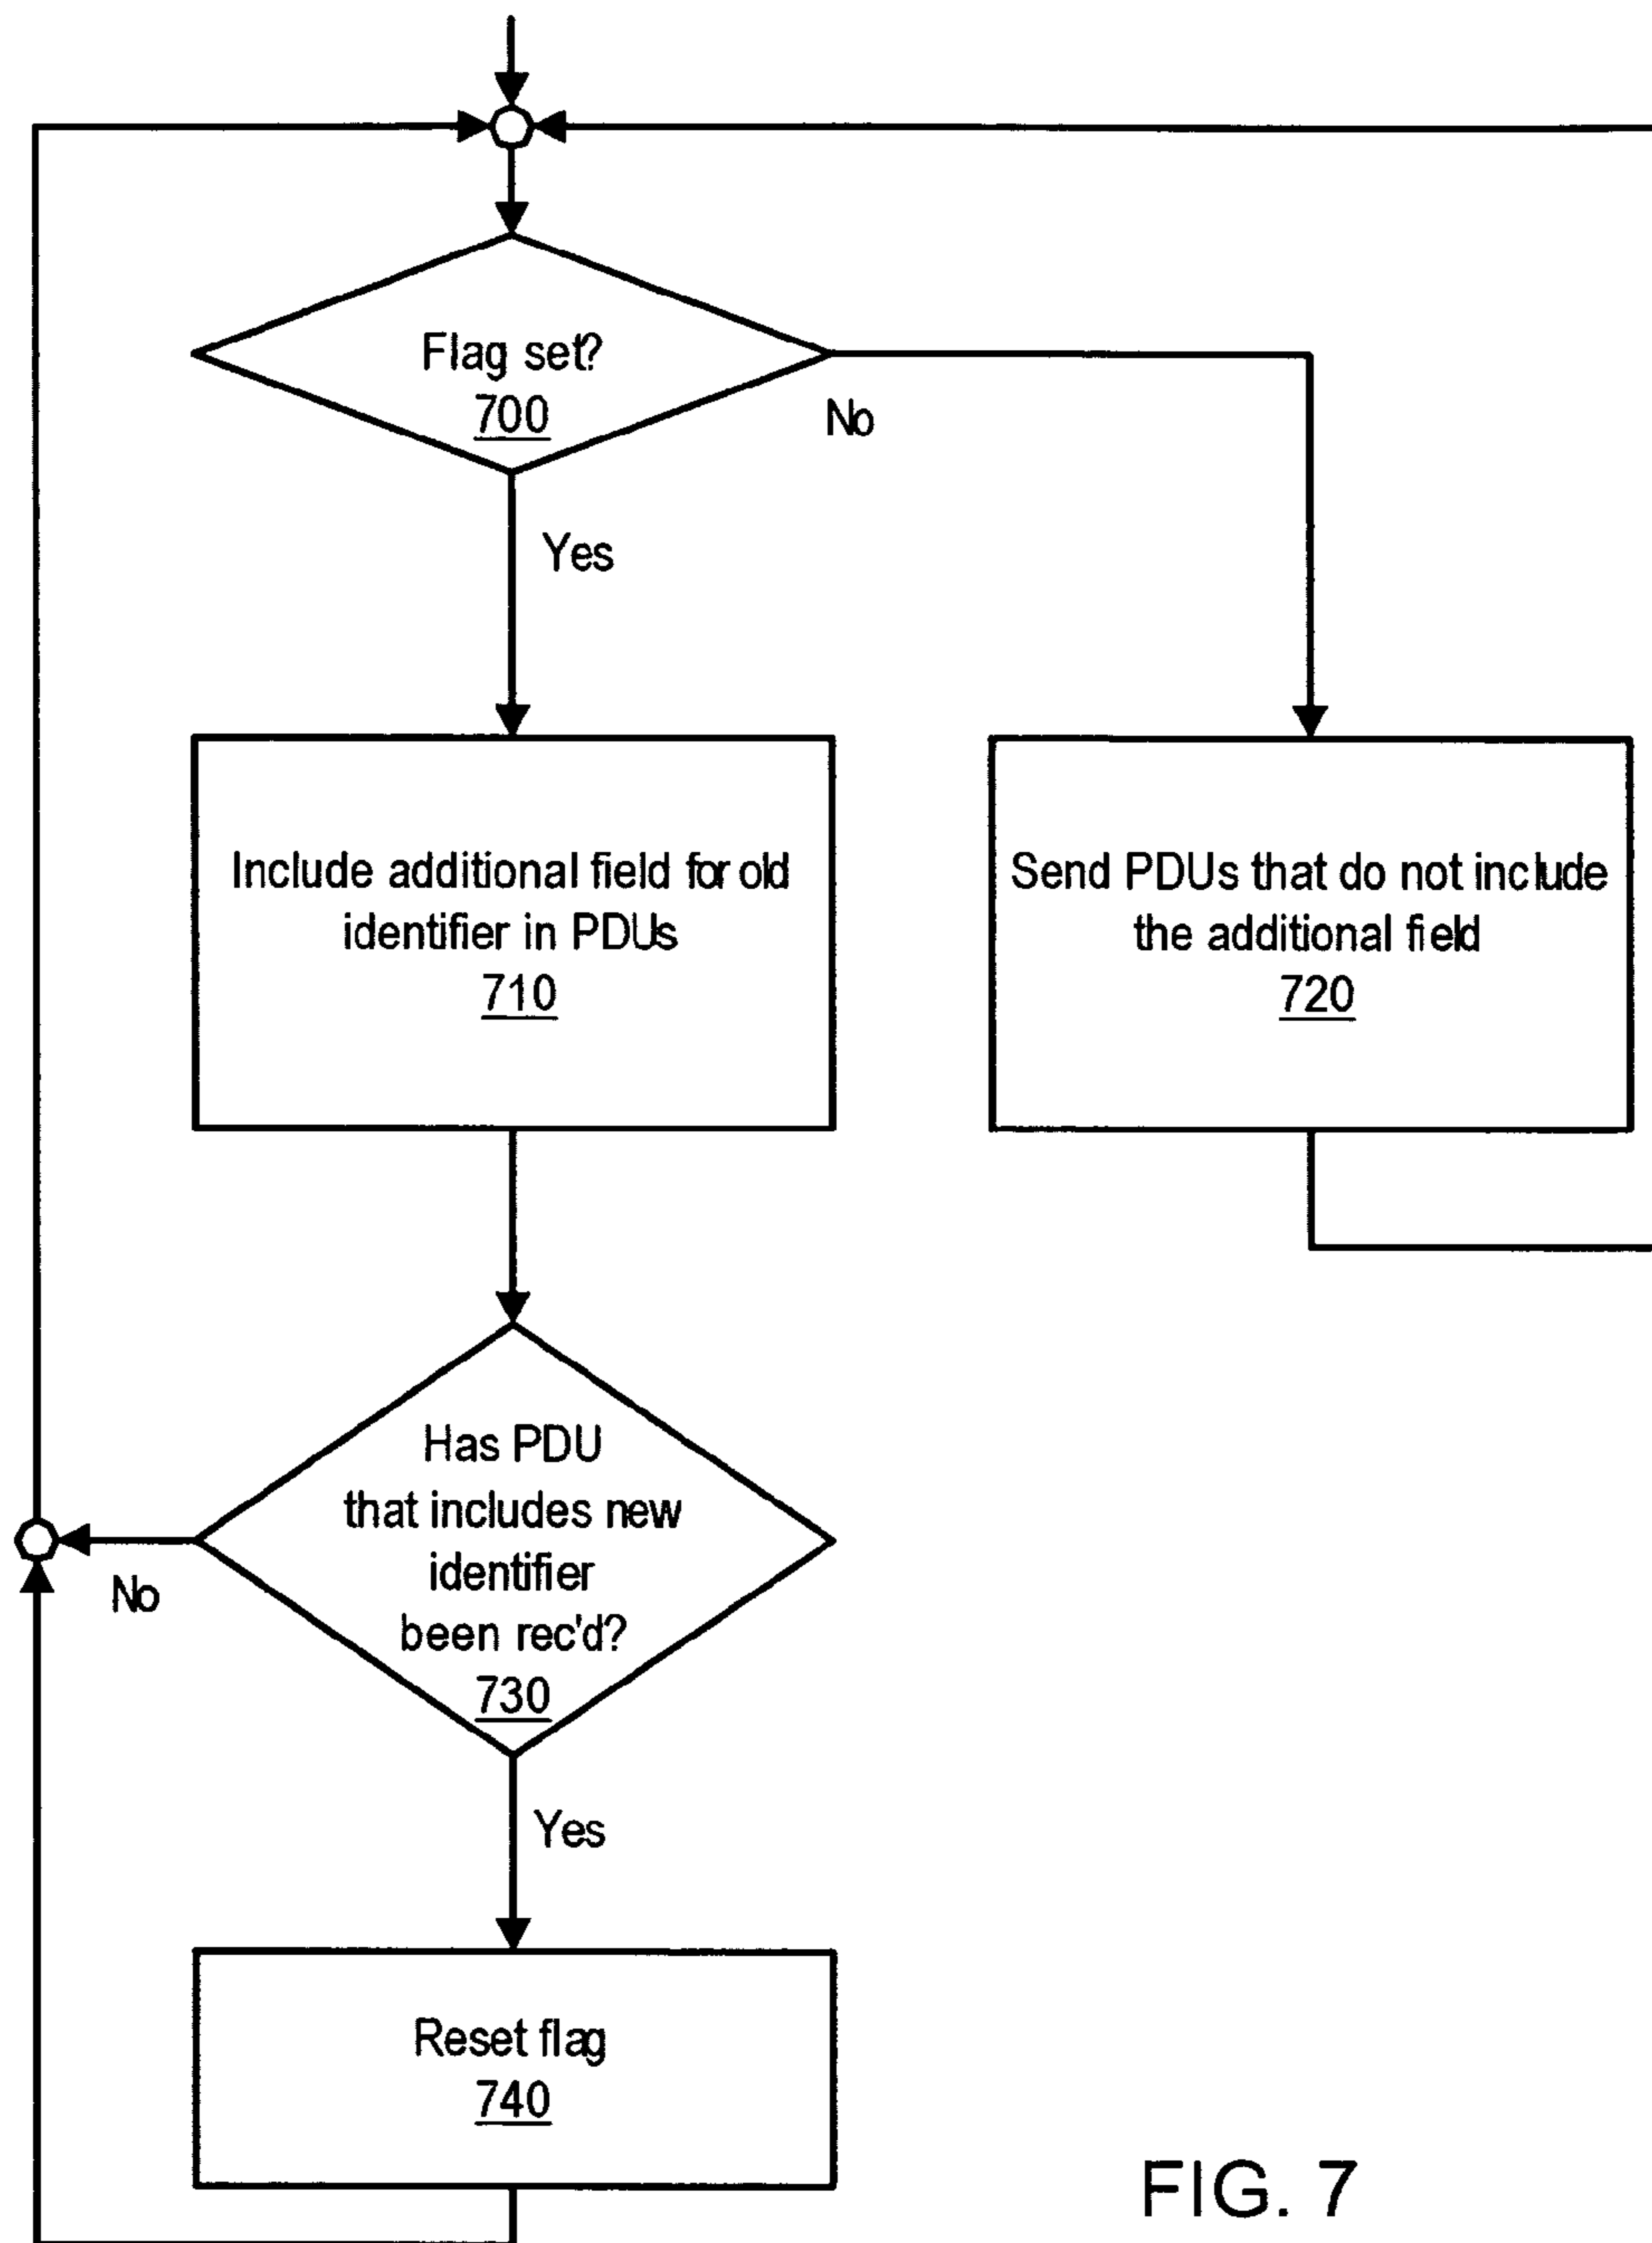 Flag set?
700
No
Yes
Include additional field for old
identifier in PDUs
710
Send PDUs that do not include
the additional field
720
Has PDU
that includes new
identifier
been rec'd?
730
No
Yes
Reset flag
740
FIG. 7